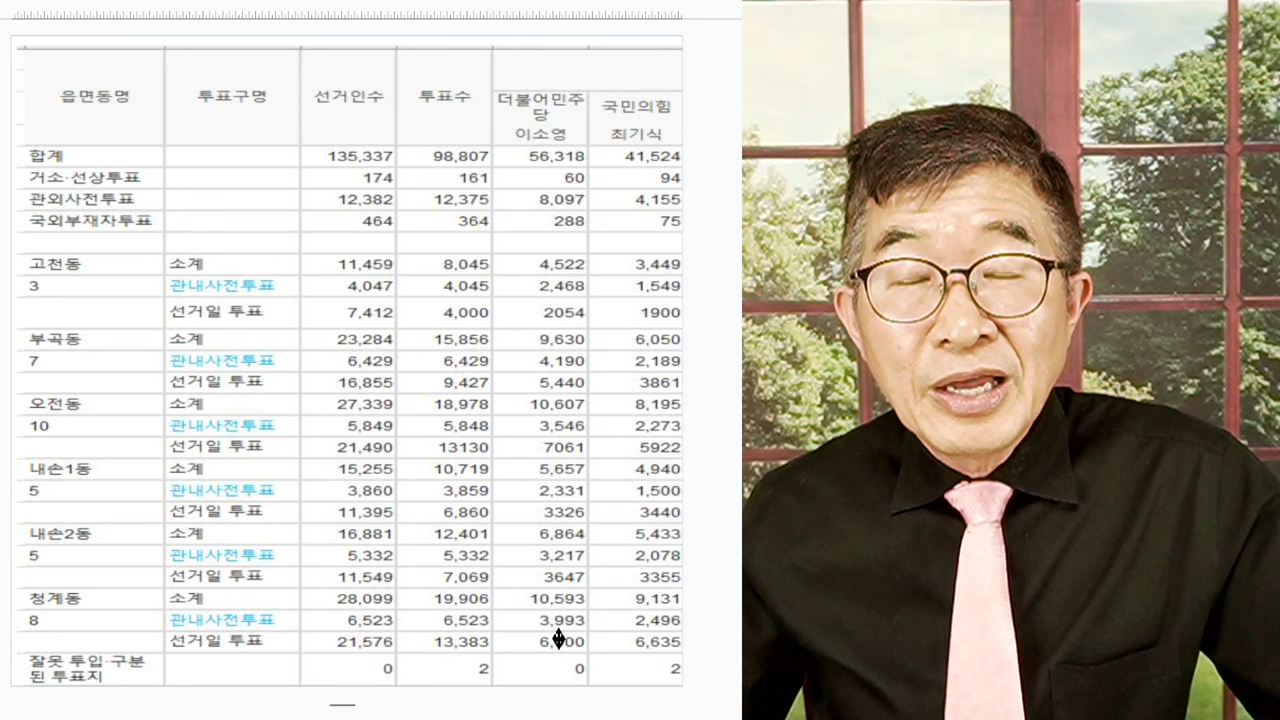 읍면동명 투표구명 선거인수 투표수 더불어민주당 이소영 국민의힘 최기식
합계 135,337 98,807 56,318 41,524
거소·선상투표 174 161 60 94
관외사전투표 12,382 12,375 8,097 4,155
국외부재자투표 464 364 288 75
고천동 소계 11,459 8,045 4,522 3,449
3 관내사전투표 4,047 4,045 2,468 1,549
선거일 투표 7,412 4,000 2054 1900
부곡동 소계 23,284 15,856 9,630 6,050
7 관내사전투표 6,429 6,429 4,190 2,189
선거일 투표 16,855 9,427 5,440 3861
오전동 소계 27,339 18,978 10,607 8,195
10 관내사전투표 5,849 5,848 3,546 2,273
선거일 투표 21,490 13130 7061 5922
내손1동 소계 15,255 10,719 5,657 4,940
5 관내사전투표 3,860 3,859 2,331 1,500
선거일 투표 11,395 6,860 3326 3440
내손2동 소계 16,881 12,401 6,864 5,433
5 관내사전투표 5,332 5,332 3,217 2,078
선거일 투표 11,549 7,069 3647 3355
청계동 소계 28,099 19,906 10,593 9,131
8 관내사전투표 6,523 6,523 3,993 2,496
선거일 투표 21,576 13,383 6,635
잘못 투입·구분
된 투표지 0 2 0 2